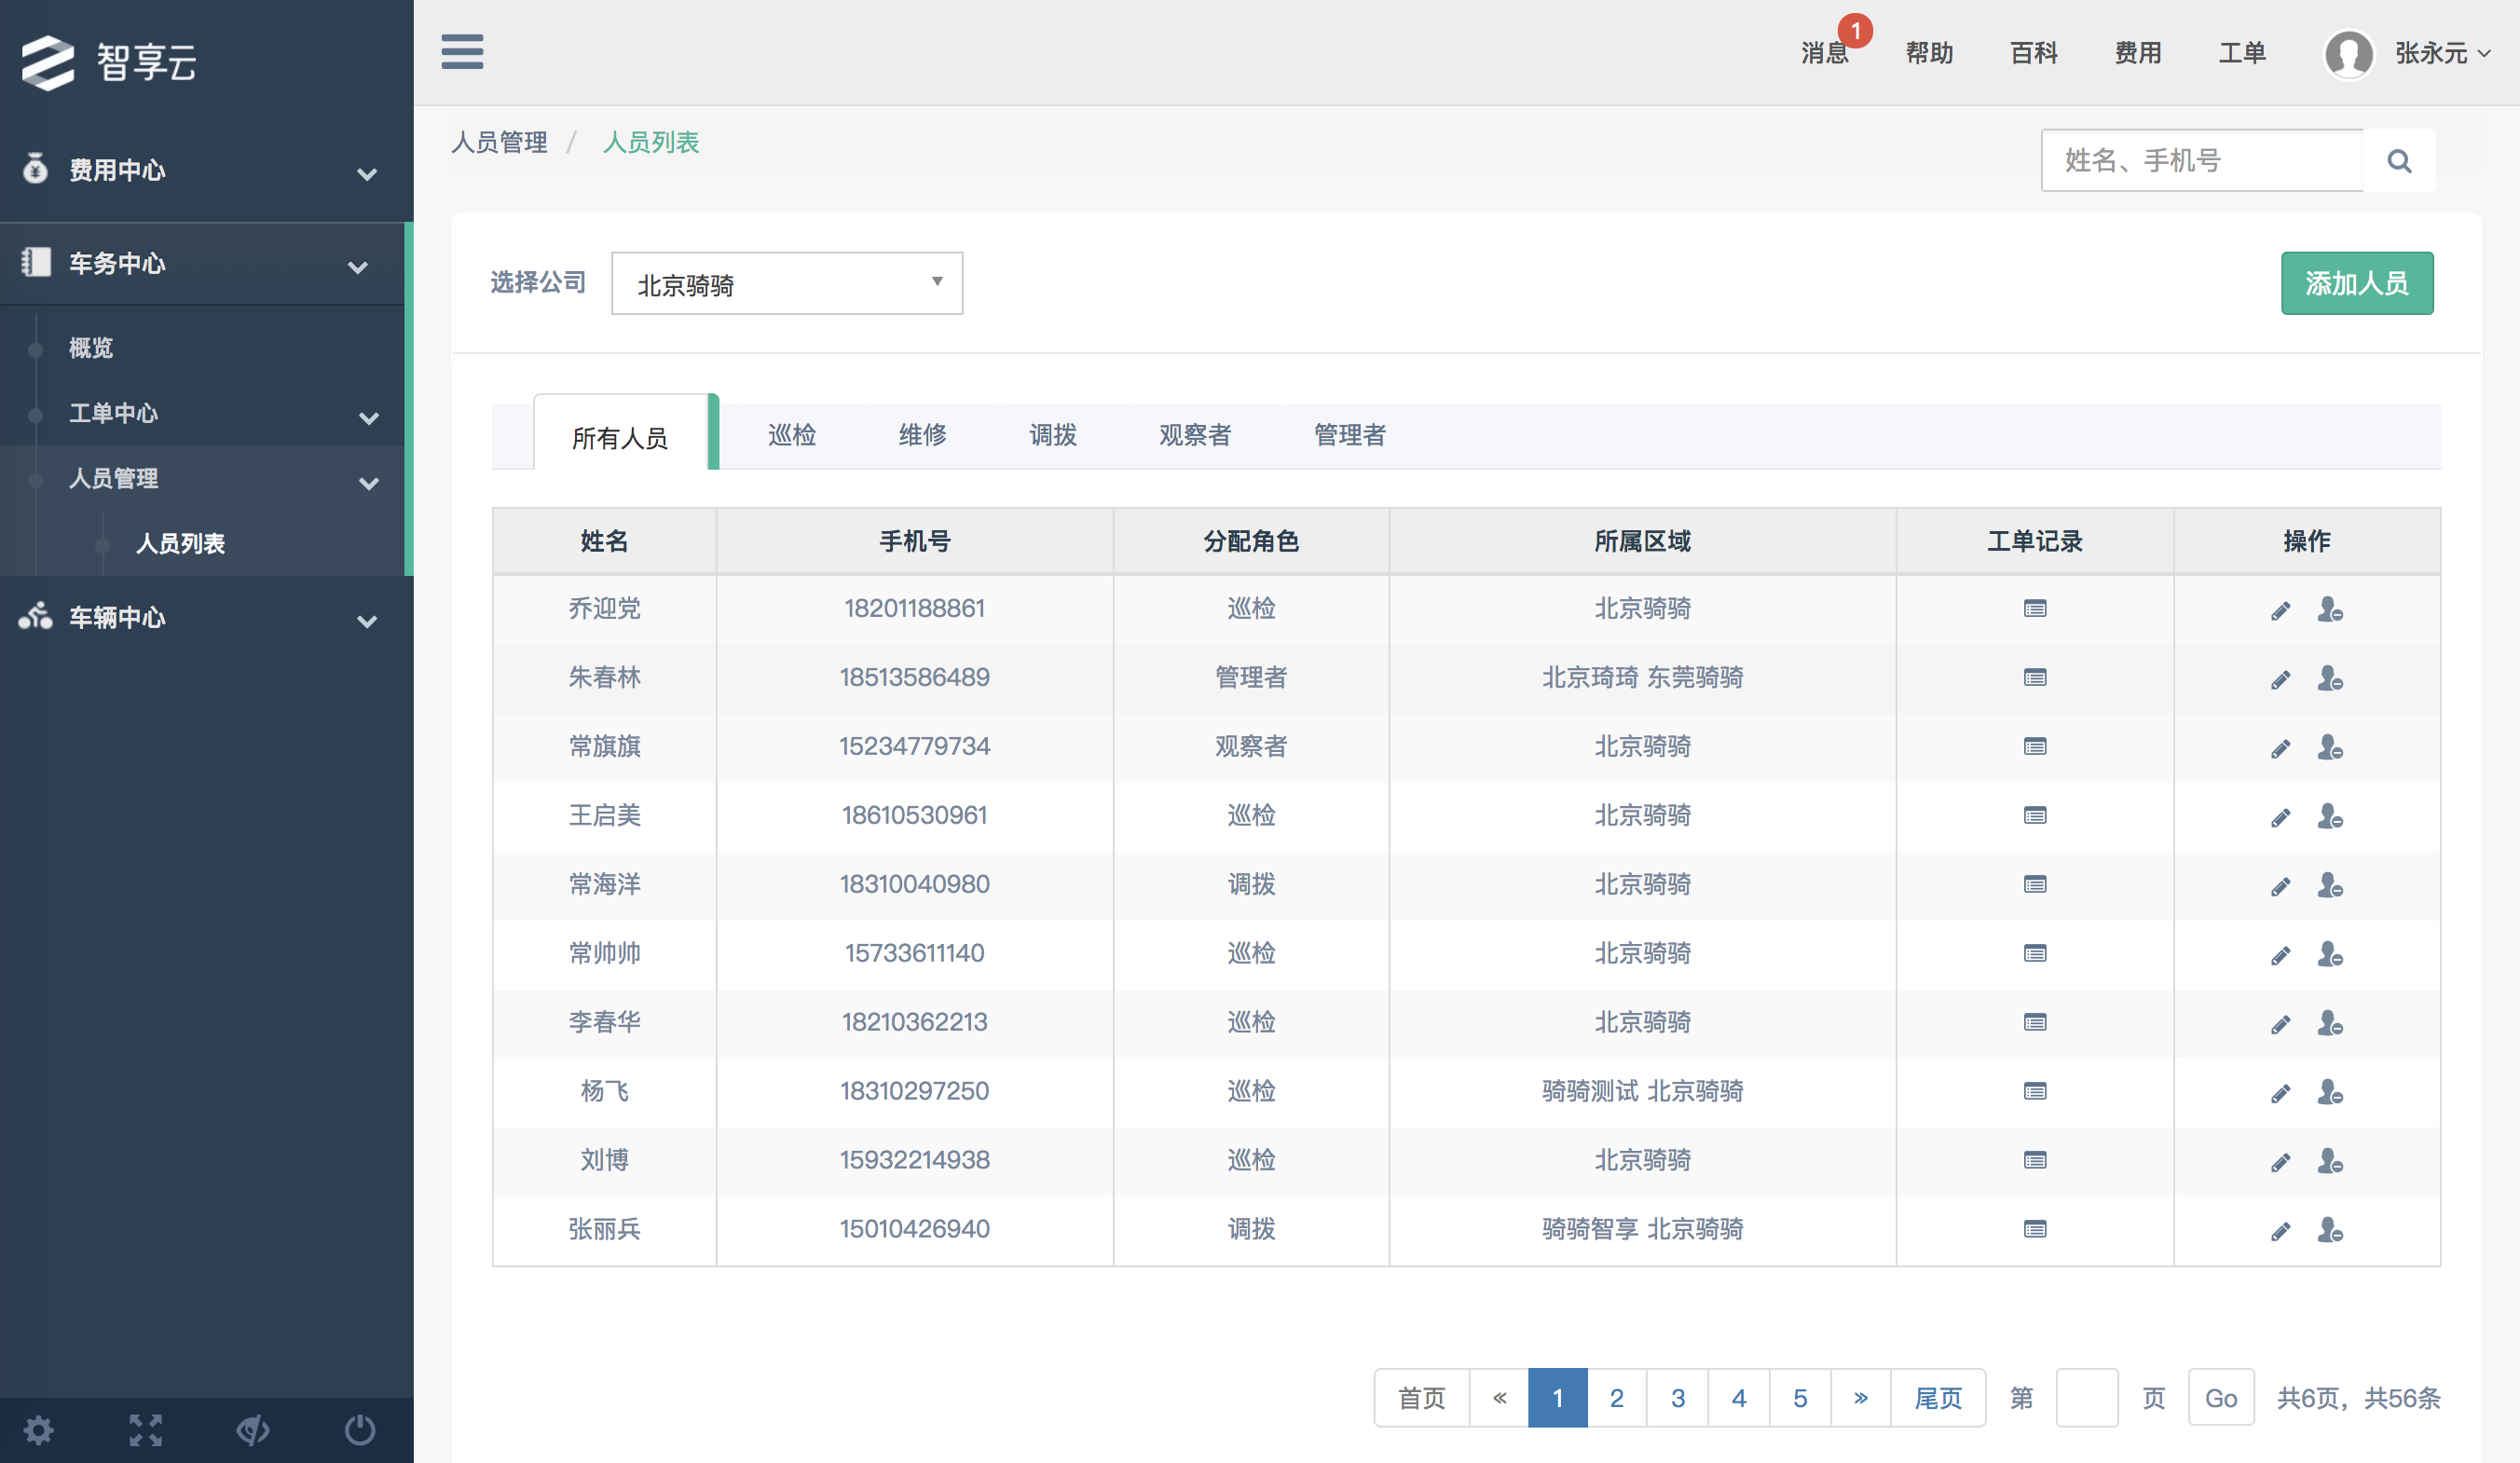 智享云
消息 1 帮助 百科 费用 工单 张永元
费用中心
车务中心
概览
工单中心
人员管理
人员列表
车辆中心
人员管理 / 人员列表
姓名、手机号
选择公司 北京骑骑 添加人员
所有人员 巡检 维修 调拨 观察者 管理者
姓名 手机号 分配角色 所属区域 工单记录 操作
乔迎党 18201188861 巡检 北京骑骑
朱春林 18513586489 管理者 北京琦琦 东莞骑骑
常旗旗 15234779734 观察者 北京骑骑
王启美 18610530961 巡检 北京骑骑
常海洋 18310040980 调拨 北京骑骑
常帅帅 15733611140 巡检 北京骑骑
李春华 18210362213 巡检 北京骑骑
杨飞 18310297250 巡检 骑骑测试 北京骑骑
刘博 15932214938 巡检 北京骑骑
张丽兵 15010426940 调拨 骑骑智享 北京骑骑
首页 « 1 2 3 4 5 » 尾页 第 页 Go 共6页，共56条